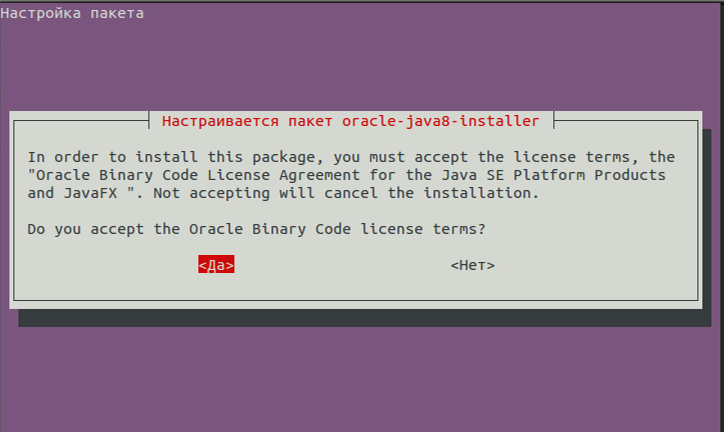 Настройка пакета
Настраивается пакет oracle-java8-installer
In order to install this package, you must accept the license terms, the
"Oracle Binary Code License Agreement for the Java SE Platform Products
and JavaFX ". Not accepting will cancel the installation.
Do you accept the Oracle Binary Code license terms?
<Да> <Нет>